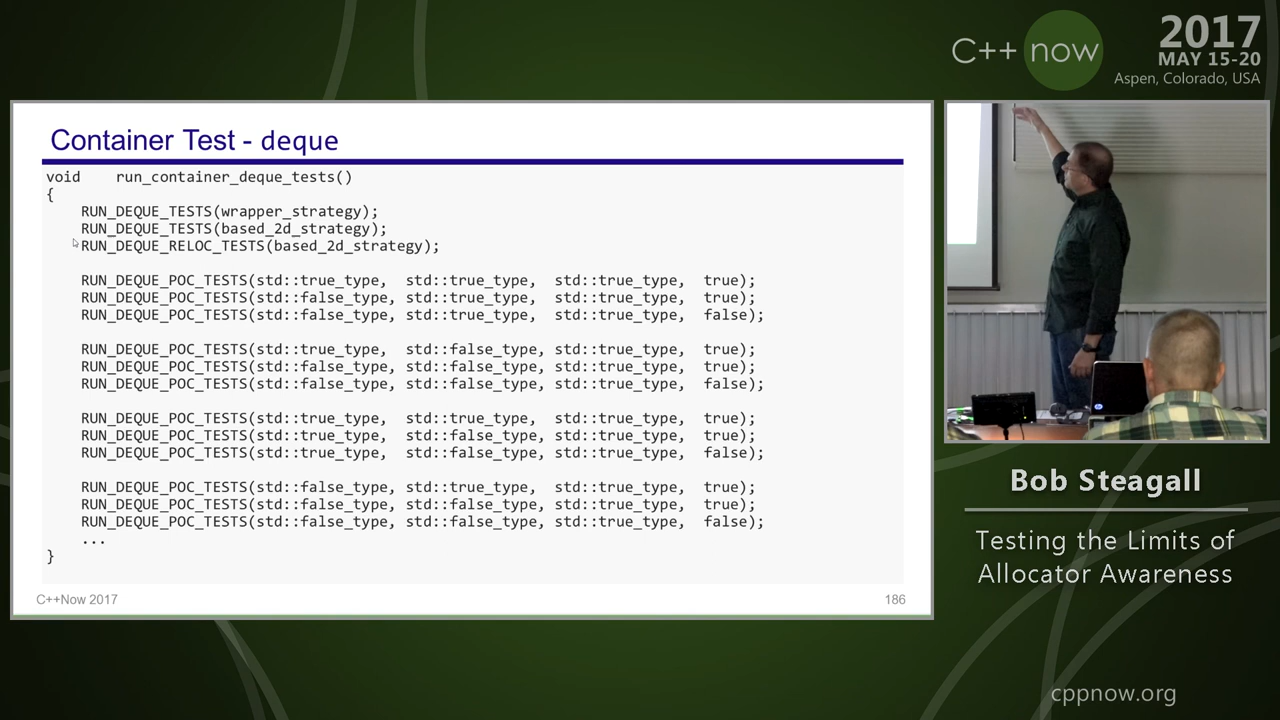 C++ now
2017
MAY 15-20
Aspen, Colorado, USA
Container Test - deque
void    run_container_deque_tests()
{
    RUN_DEQUE_TESTS(wrapper_strategy);
    RUN_DEQUE_TESTS(based_2d_strategy);
    RUN_DEQUE_RELOC_TESTS(based_2d_strategy);
    RUN_DEQUE_POC_TESTS(std::true_type,  std::true_type,  std::true_type,  true);
    RUN_DEQUE_POC_TESTS(std::false_type, std::true_type,  std::true_type,  true);
    RUN_DEQUE_POC_TESTS(std::false_type, std::true_type,  std::true_type,  false);
    RUN_DEQUE_POC_TESTS(std::true_type,  std::false_type, std::true_type,  true);
    RUN_DEQUE_POC_TESTS(std::false_type, std::false_type, std::true_type,  true);
    RUN_DEQUE_POC_TESTS(std::false_type, std::false_type, std::true_type,  false);
    RUN_DEQUE_POC_TESTS(std::true_type,  std::true_type,  std::true_type,  true);
    RUN_DEQUE_POC_TESTS(std::true_type,  std::false_type, std::true_type,  true);
    RUN_DEQUE_POC_TESTS(std::true_type,  std::false_type, std::true_type,  false);
    RUN_DEQUE_POC_TESTS(std::false_type, std::true_type,  std::true_type,  true);
    RUN_DEQUE_POC_TESTS(std::false_type, std::false_type, std::true_type,  true);
    RUN_DEQUE_POC_TESTS(std::false_type, std::false_type, std::true_type,  false);
    ...
}
C++Now 2017
186
Bob Steagall
Testing the Limits of
Allocator Awareness
cppnow.org